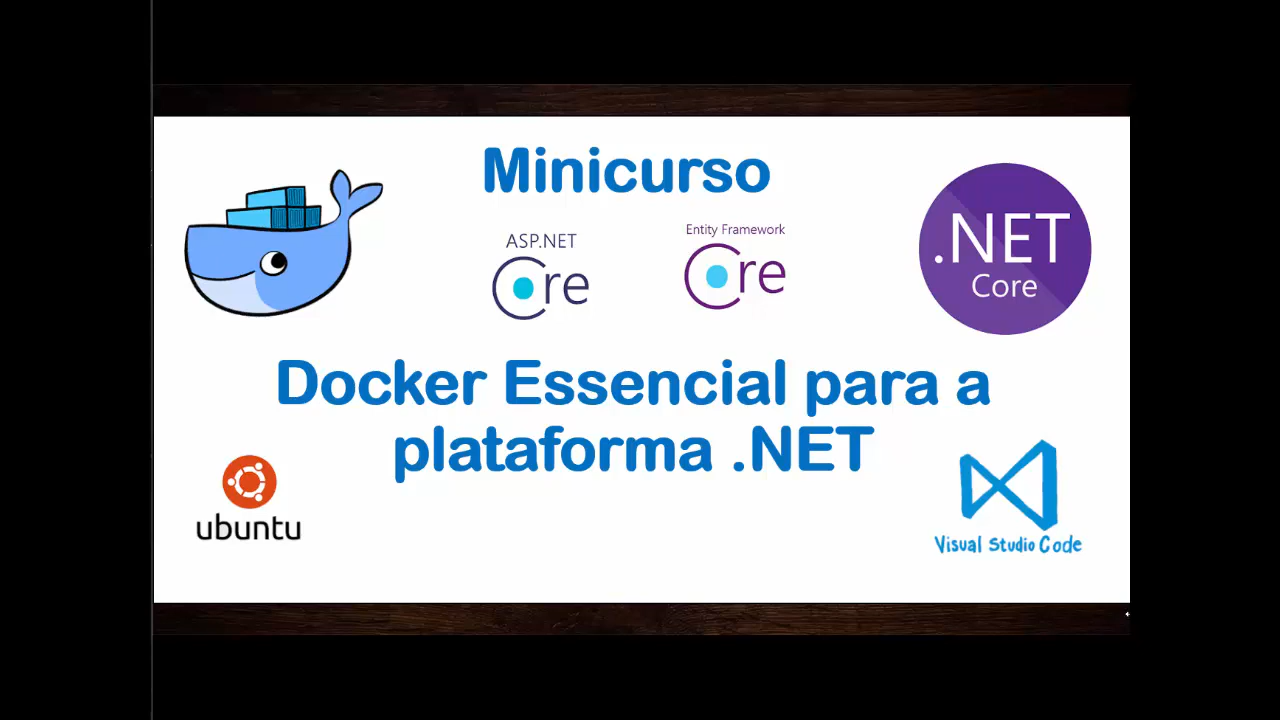 Minicurso
ASP.NET
Core
Entity Framework
Core
.NET
Core
Docker Essencial para a
plataforma .NET
ubuntu
Visual Studio Code